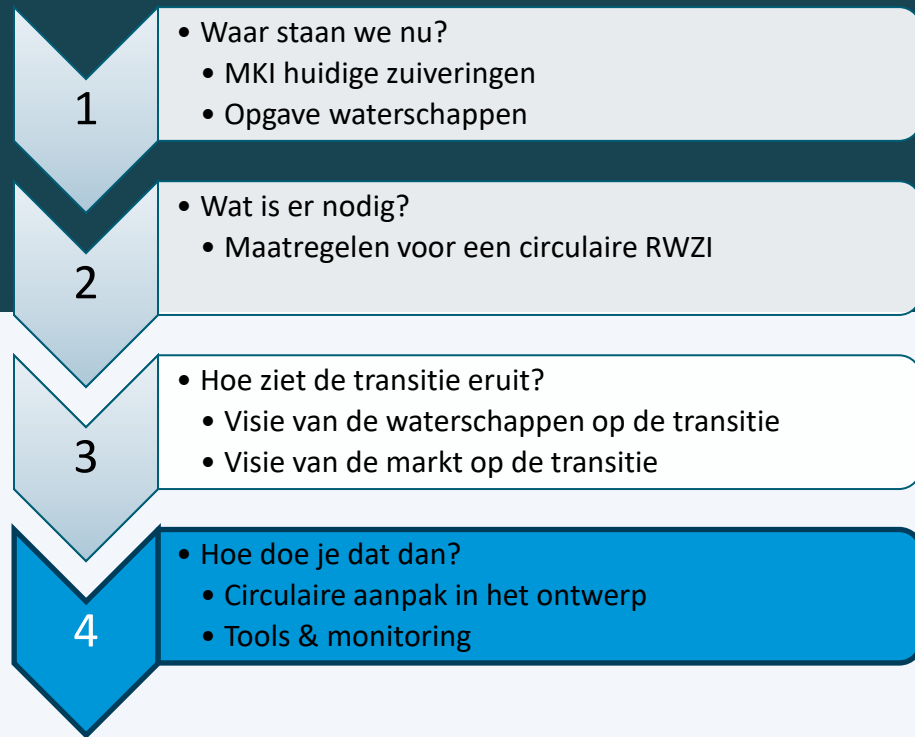 1
• Waar staan we nu?
• MKI huidige zuiveringen
• Opgave waterschappen
2
• Wat is er nodig?
• Maatregelen voor een circulaire RWZI
3
• Hoe ziet de transitie eruit?
• Visie van de waterschappen op de transitie
• Visie van de markt op de transitie
4
• Hoe doe je dat dan?
• Circulaire aanpak in het ontwerp
• Tools & monitoring